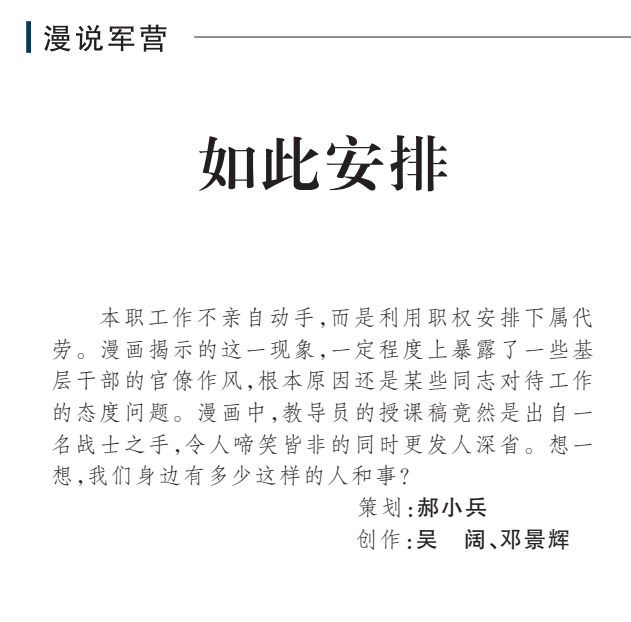 漫说军营
如此安排
本职工作不亲自动手,而是利用职权安排下属代
劳。漫画揭示的这一现象,一定程度上暴露了一些基
层干部的官僚作风,根本原因还是某些同志对待工作
的态度问题。漫画中,教导员的授课稿竟然是出自一
名战士之手,令人啼笑皆非的同时更发人深省。想一
想,我们身边有多少这样的人和事?
策划:郝小兵
创作:吴　阔、邓景辉